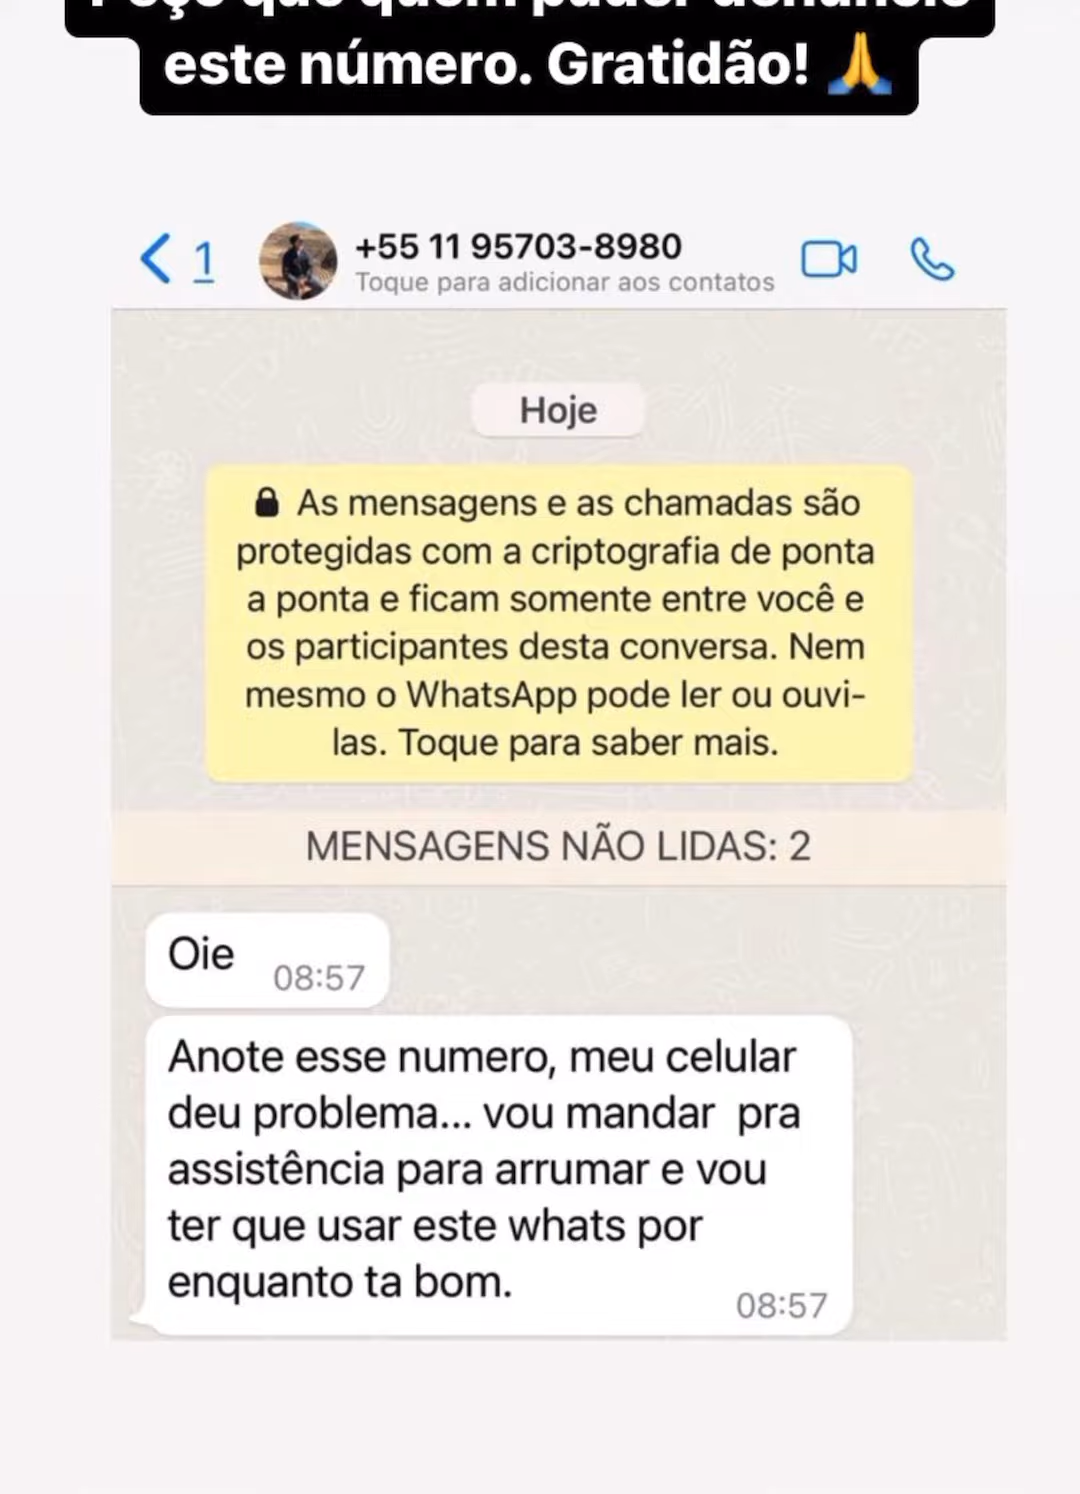 este número. Gratidão! 🙏
1
+55 11 95703-8980
Toque para adicionar aos contatos
Hoje
As mensagens e as chamadas são
protegidas com a criptografia de ponta
a ponta e ficam somente entre você e
os participantes desta conversa. Nem
mesmo o WhatsApp pode ler ou ouvi-
las. Toque para saber mais.
MENSAGENS NÃO LIDAS: 2
Oie
08:57
Anote esse numero, meu celular
deu problema... vou mandar  pra
assistência para arrumar e vou
ter que usar este whats por
enquanto ta bom.
08:57